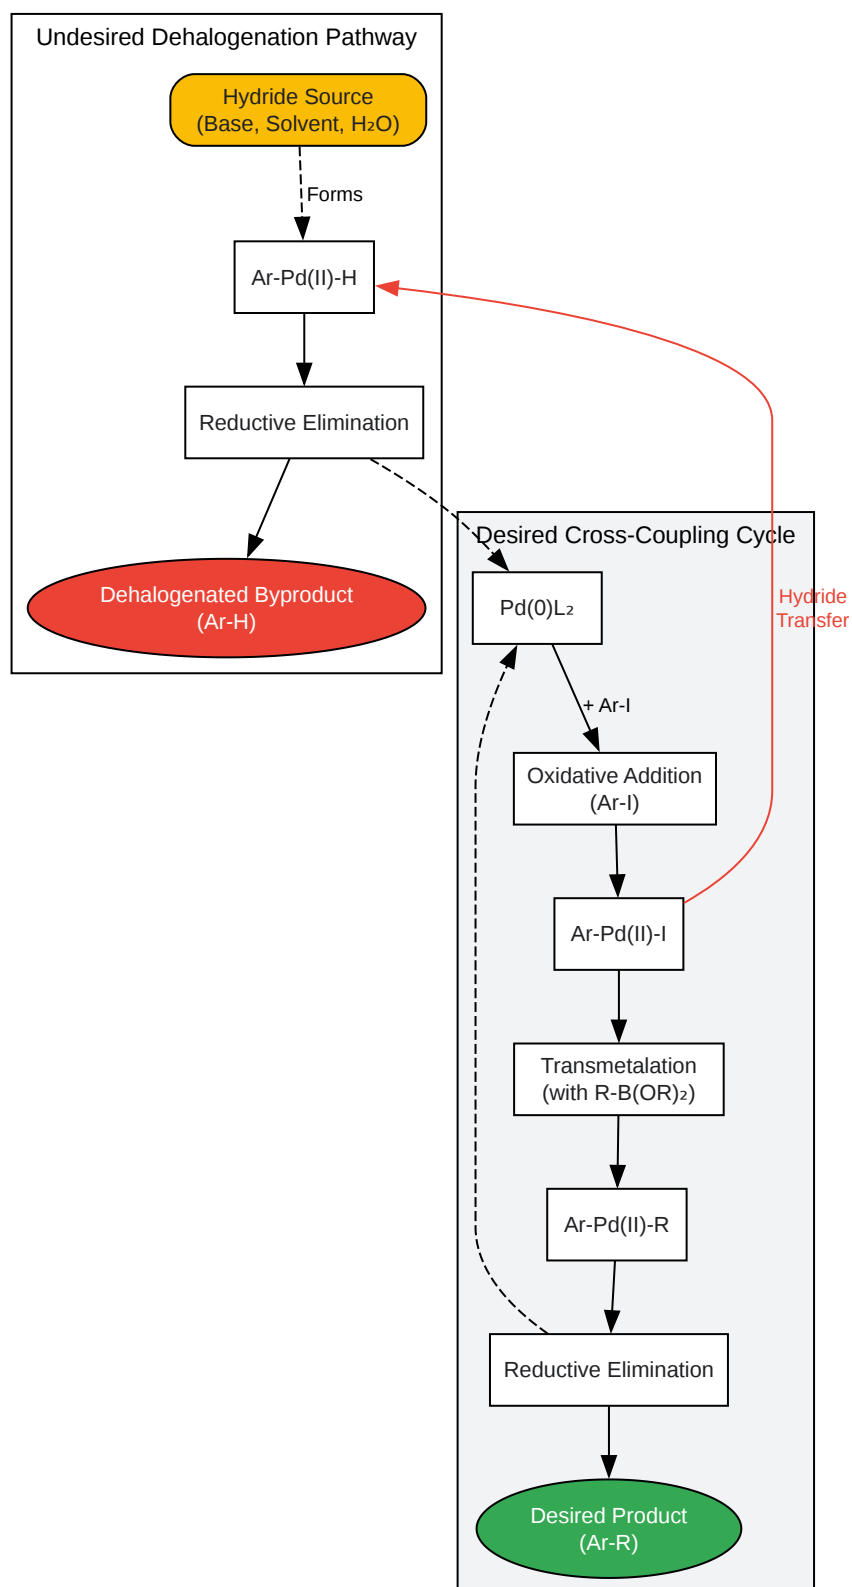 Undesired Dehalogenation Pathway
Hydride Source
(Base, Solvent, H₂O)
Forms
Ar-Pd(II)-H
Reductive Elimination
Dehalogenated Byproduct
(Ar-H)
Desired Cross-Coupling Cycle
Pd(0)L₂
Hydride
Transfer
+ Ar-I
Oxidative Addition
(Ar-I)
Ar-Pd(II)-I
Transmetalation
(with R-B(OR)₂)
Ar-Pd(II)-R
Reductive Elimination
Desired Product
(Ar-R)